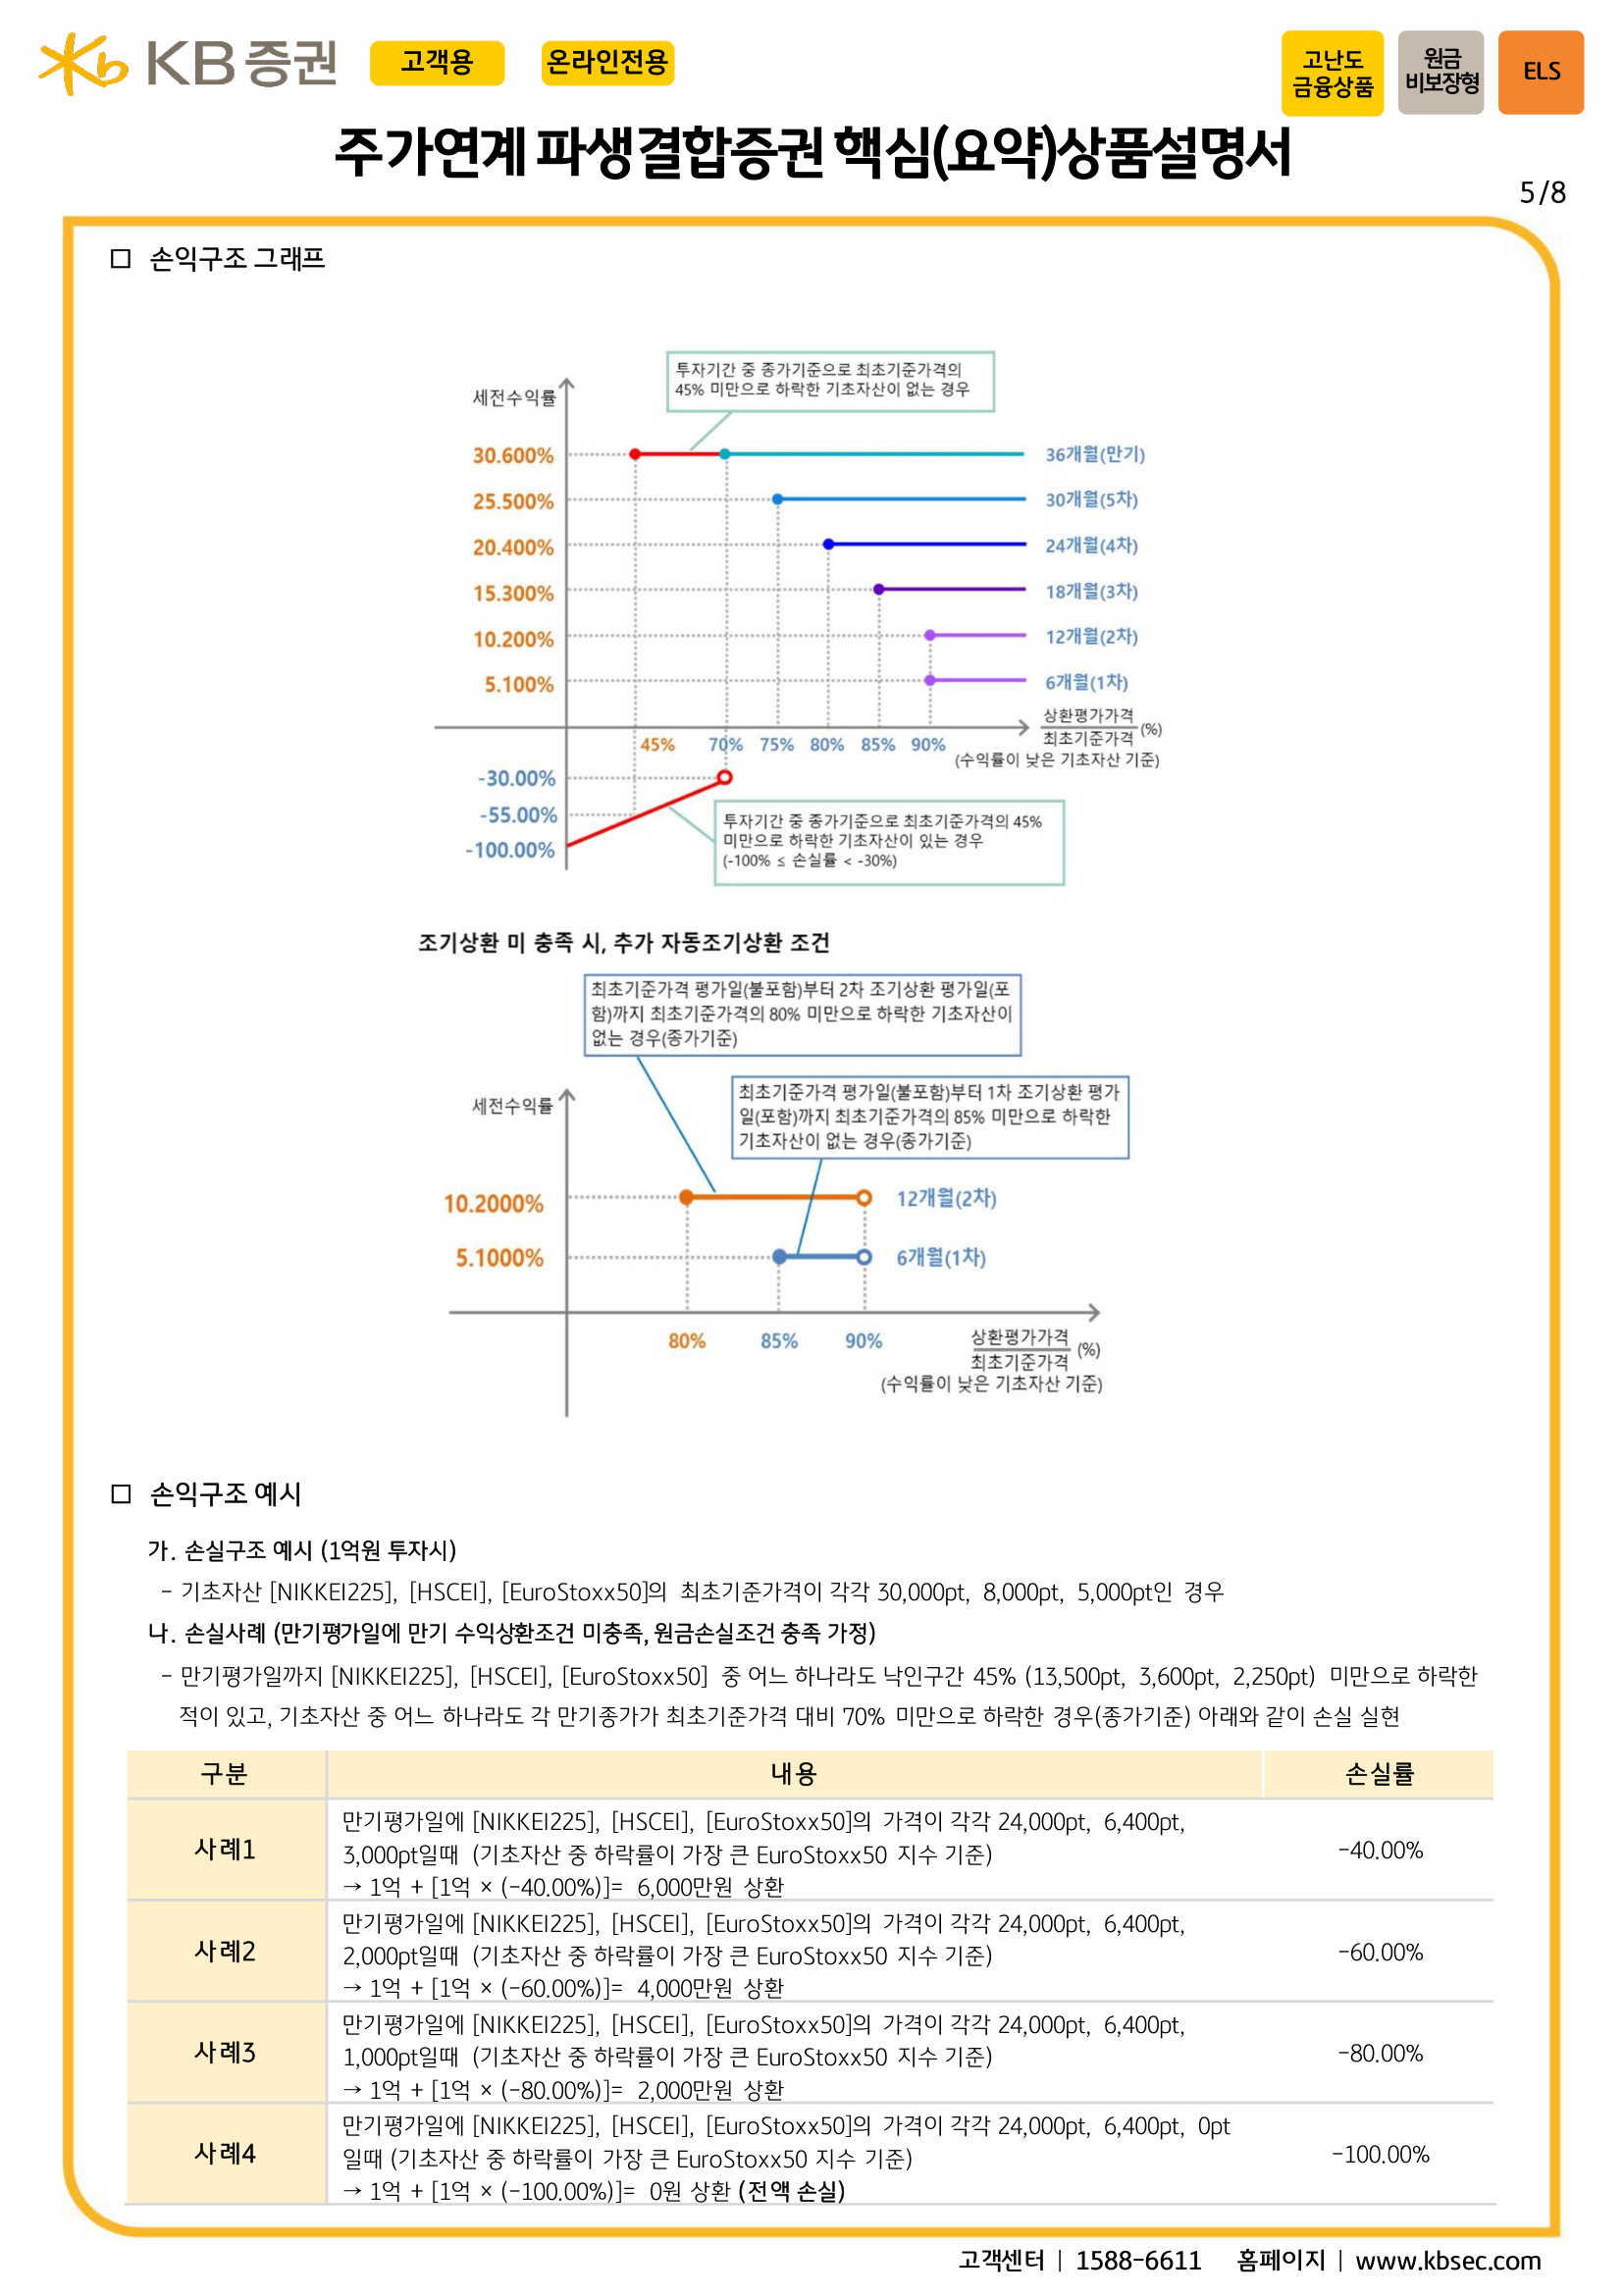 KB증권 고객용 온라인전용 고난도 금융상품 원금 비보장형 ELS
주가연계 파생결합증권 핵심(요약)상품설명서
5/8
□ 손익구조 그래프
투자기간 중 종가기준으로 최초기준가격의
45% 미만으로 하락한 기초자산이 없는 경우
세전수익률
30.600% 36개월(만기)
25.500% 30개월(5차)
20.400% 24개월(4차)
15.300% 18개월(3차)
10.200% 12개월(2차)
5.100% 6개월(1차)
상환평가가격
최초기준가격 (%)
45% 70% 75% 80% 85% 90%
(수익률이 낮은 기초자산 기준)
-30.00%
-55.00%
-100.00%
투자기간 중 종가기준으로 최초기준가격의 45%
미만으로 하락한 기초자산이 있는 경우
(-100% ≤ 손실률 < -30%)
조기상환 미 충족 시, 추가 자동조기상환 조건
최초기준가격 평가일(불포함)부터 2차 조기상환 평가일(포
함)까지 최초기준가격의 80% 미만으로 하락한 기초자산이
없는 경우(종가기준)
최초기준가격 평가일(불포함)부터 1차 조기상환 평가
일(포함)까지 최초기준가격의 85% 미만으로 하락한
기초자산이 없는 경우(종가기준)
세전수익률
10.2000% 12개월(2차)
5.1000% 6개월(1차)
80% 85% 90%
상환평가가격
최초기준가격 (%)
(수익률이 낮은 기초자산 기준)
□ 손익구조 예시
가. 손실구조 예시 (1억원 투자시)
- 기초자산 [NIKKEI225], [HSCEI], [EuroStoxx50]의 최초기준가격이 각각 30,000pt, 8,000pt, 5,000pt인 경우
나. 손실사례 (만기평가일에 만기 수익상환조건 미충족, 원금손실조건 충족 가정)
- 만기평가일까지 [NIKKEI225], [HSCEI], [EuroStoxx50] 중 어느 하나라도 낙인구간 45% (13,500pt, 3,600pt, 2,250pt) 미만으로 하락한
적이 있고, 기초자산 중 어느 하나라도 각 만기종가가 최초기준가격 대비 70% 미만으로 하락한 경우(종가기준) 아래와 같이 손실 실현
구분 내용 손실률
사례1
만기평가일에 [NIKKEI225], [HSCEI], [EuroStoxx50]의 가격이 각각 24,000pt, 6,400pt,
3,000pt일때 (기초자산 중 하락률이 가장 큰 EuroStoxx50 지수 기준)
→ 1억 + [1억 × (-40.00%)]= 6,000만원 상환
-40.00%
사례2
만기평가일에 [NIKKEI225], [HSCEI], [EuroStoxx50]의 가격이 각각 24,000pt, 6,400pt,
2,000pt일때 (기초자산 중 하락률이 가장 큰 EuroStoxx50 지수 기준)
→ 1억 + [1억 × (-60.00%)]= 4,000만원 상환
-60.00%
사례3
만기평가일에 [NIKKEI225], [HSCEI], [EuroStoxx50]의 가격이 각각 24,000pt, 6,400pt,
1,000pt일때 (기초자산 중 하락률이 가장 큰 EuroStoxx50 지수 기준)
→ 1억 + [1억 × (-80.00%)]= 2,000만원 상환
-80.00%
사례4
만기평가일에 [NIKKEI225], [HSCEI], [EuroStoxx50]의 가격이 각각 24,000pt, 6,400pt, 0pt
일때 (기초자산 중 하락률이 가장 큰 EuroStoxx50 지수 기준)
→ 1억 + [1억 × (-100.00%)]= 0원 상환 (전액 손실)
-100.00%
고객센터 | 1588-6611 홈페이지 | www.kbsec.com